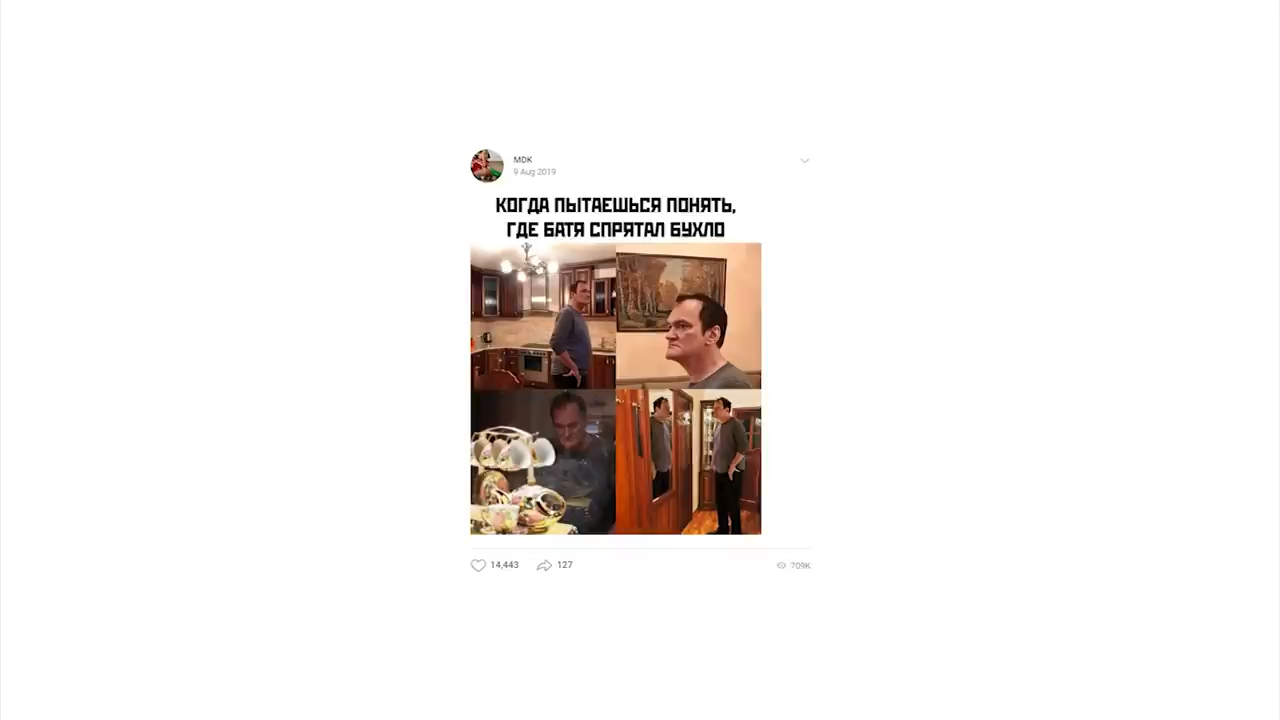 MDK
9 Aug 2019
КОГДА ПЫТАЕШЬСЯ ПОНЯТЬ,
ГДЕ БАТЯ СПРЯТАЛ БУХЛО
14,443 127 709K